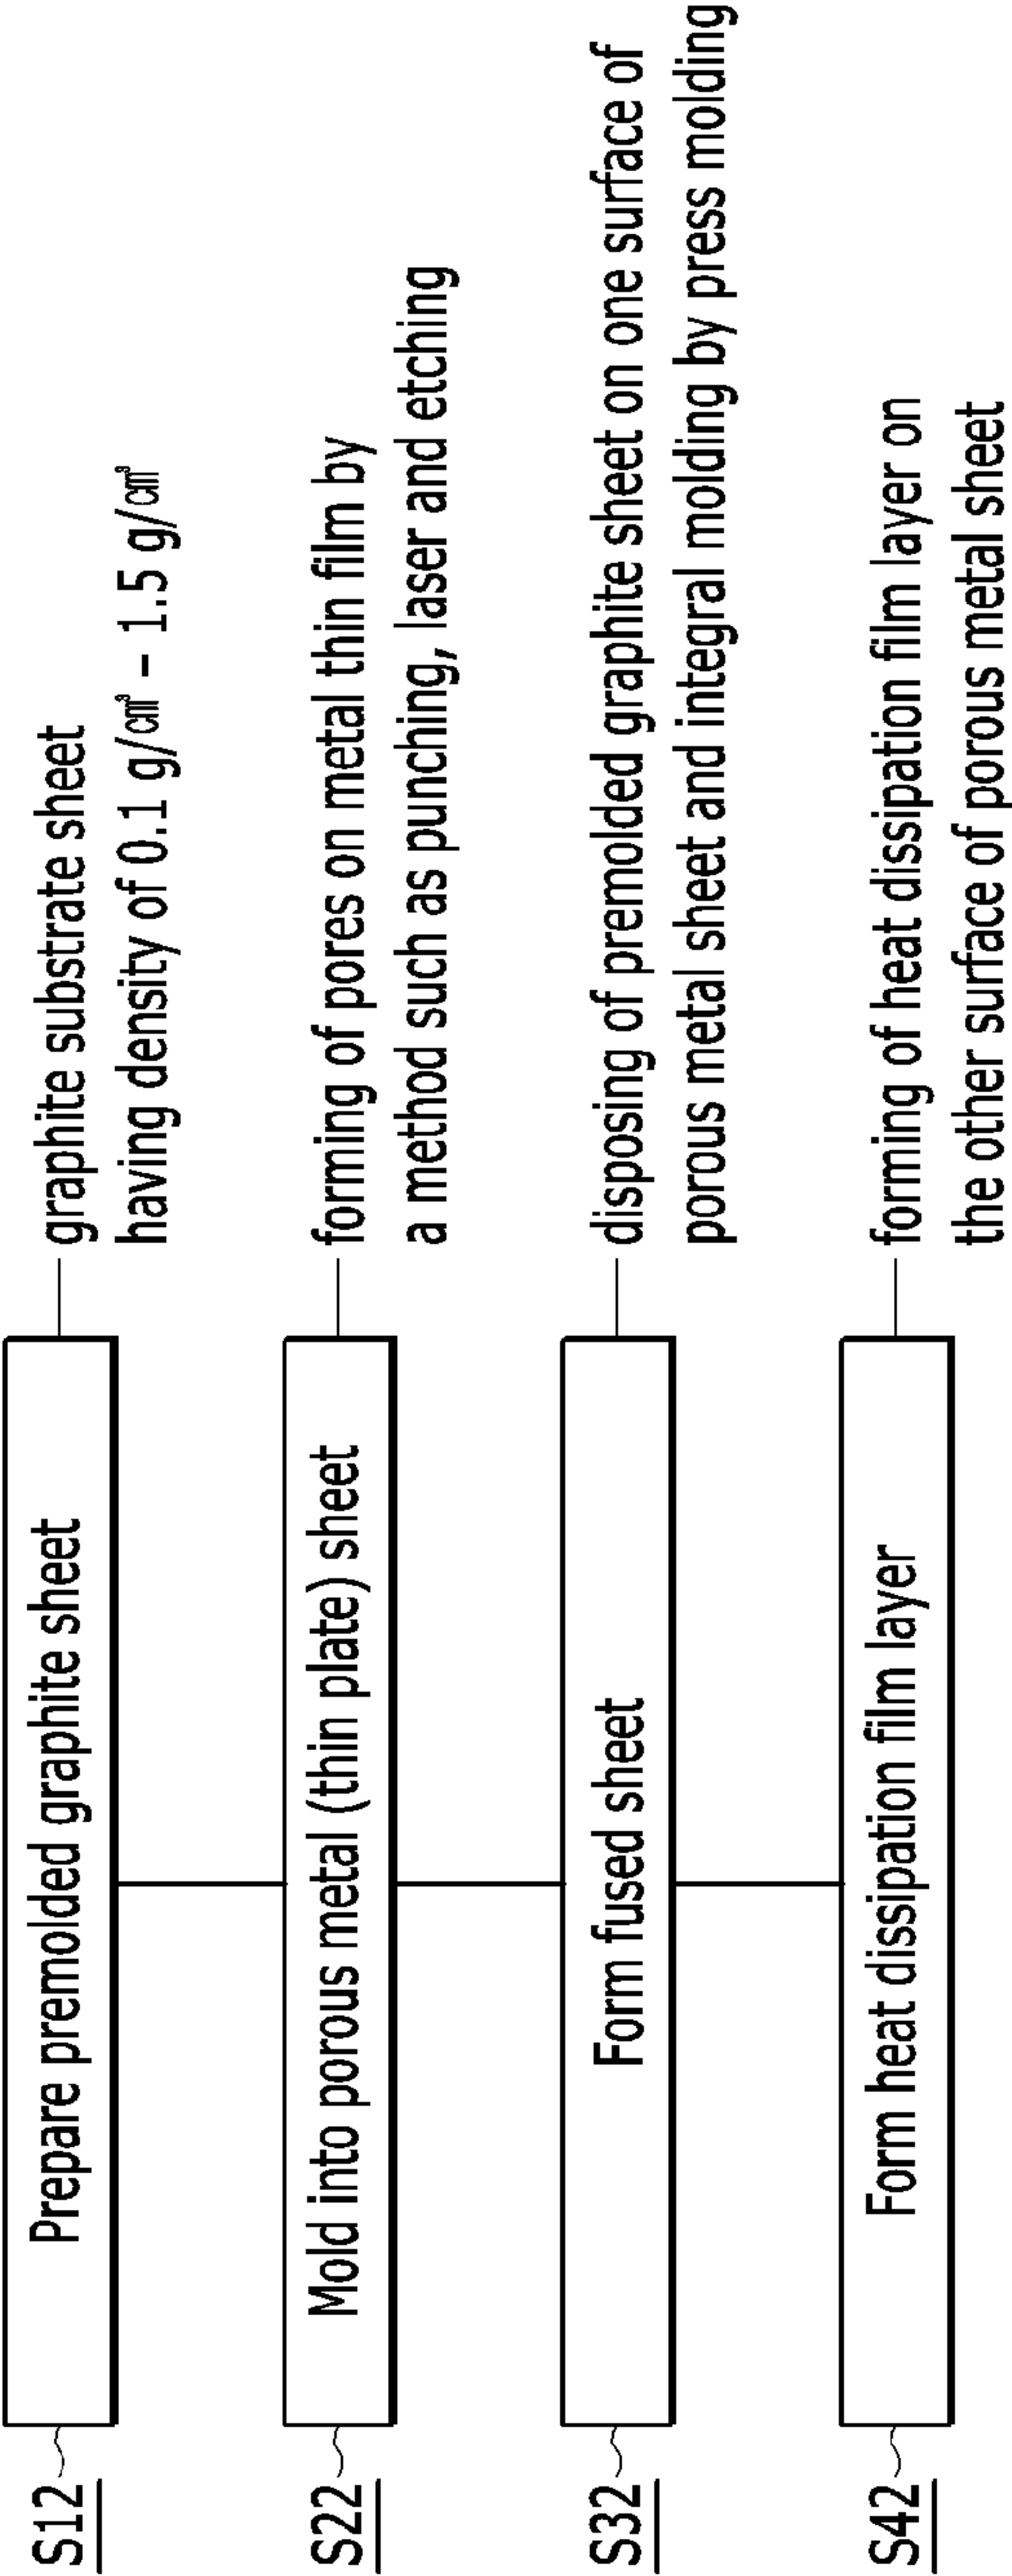 S12
Prepare premolded graphite sheet
graphite substrate sheet
having density of 0.1 g/㎤ - 1.5 g/㎤
S22
Mold into porous metal (thin plate) sheet
forming of pores on metal thin film by
a method such as punching, laser and etching
S32
Form fused sheet
disposing of premolded graphite sheet on one surface of
porous metal sheet and integral molding by press molding
S42
Form heat dissipation film layer
forming of heat dissipation film layer on
the other surface of porous metal sheet